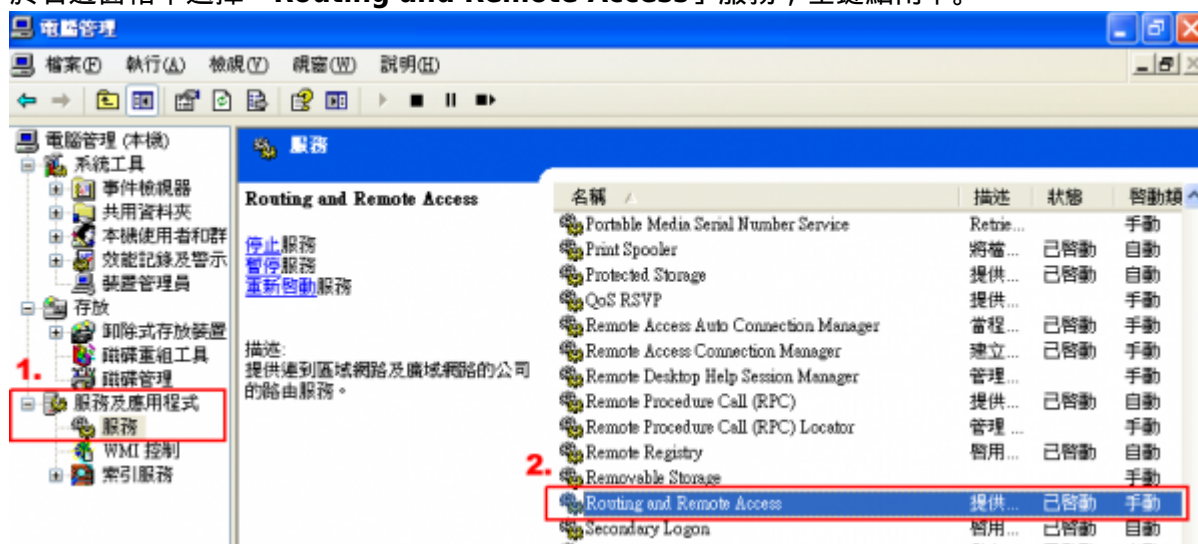 Routing and Remote Access」服務，
電腦管理
檔案(F) 執行(A) 檢視(V) 視窗(W) 說明(H)
電腦管理 (本機)
系統工具
事件檢視器
共用資料夾
本機使用者和群
效能記錄及警示
裝置管理員
存放
卸除式存放裝置
磁碟重組工具
磁碟管理
1.
服務及應用程式
服務
WMI 控制
索引服務
服務
Routing and Remote Access
停止服務
暫停服務
重新啟動服務
描述:
提供連到區域網路及廣域網路的公司
的路由服務。
名稱 描述 狀態 啟動類
Portable Media Serial Number Service Retrie... 手動
Print Spooler 將檔... 已啟動 自動
Protected Storage 提供... 已啟動 自動
QoS RSVP 提供... 手動
Remote Access Auto Connection Manager 當程... 已啟動 手動
Remote Access Connection Manager 建立... 已啟動 手動
Remote Desktop Help Session Manager 管理... 手動
Remote Procedure Call (RPC) 提供... 已啟動 自動
Remote Procedure Call (RPC) Locator 管理 ... 手動
Remote Registry 啟用... 已啟動 自動
2.
Removable Storage 手動
Routing and Remote Access 提供... 已啟動 手動
Secondary Logon 啟用... 已啟動 自動